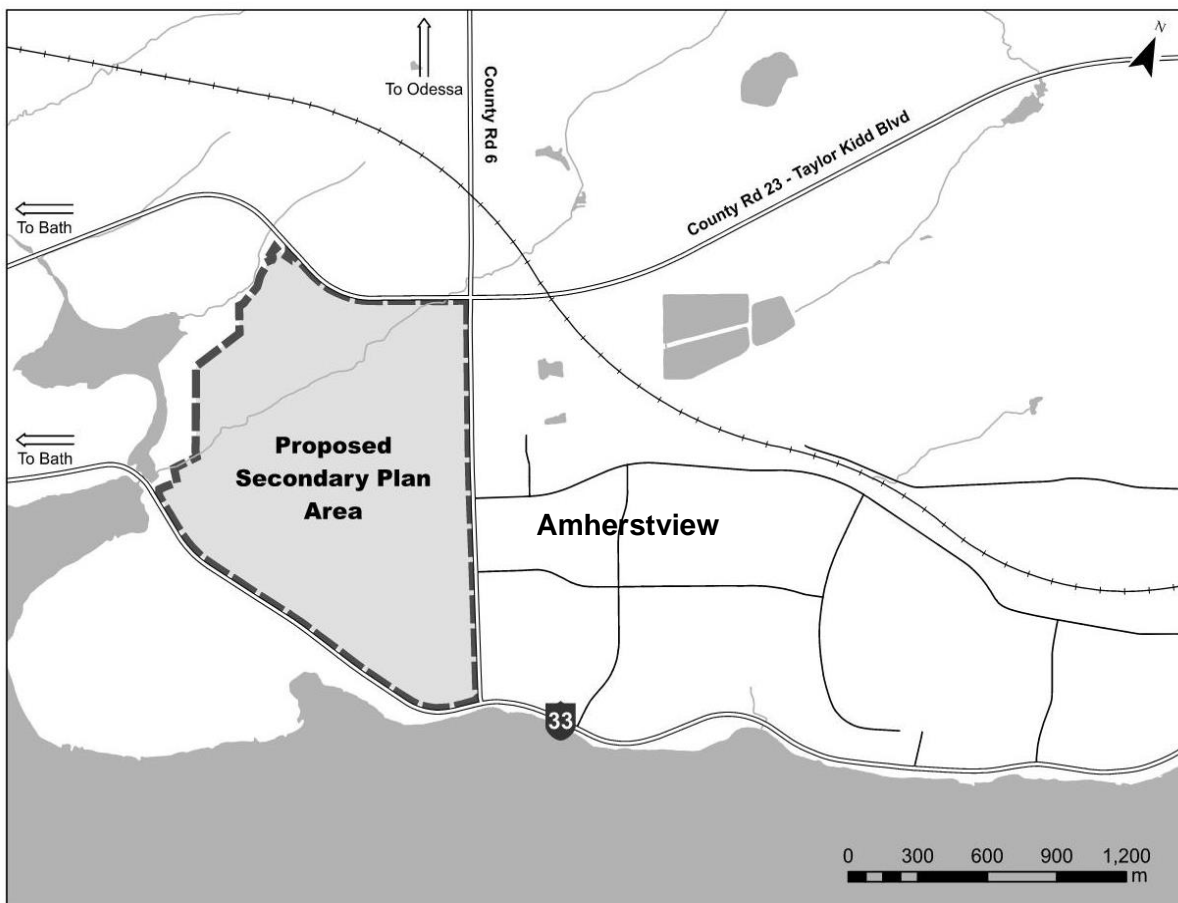 N
To Odessa
County Rd 6
County Rd 23 - Taylor Kidd Blvd
To Bath
To Bath
Proposed
Secondary Plan
Area
Amherstview
33
0 300 600 900 1,200
m